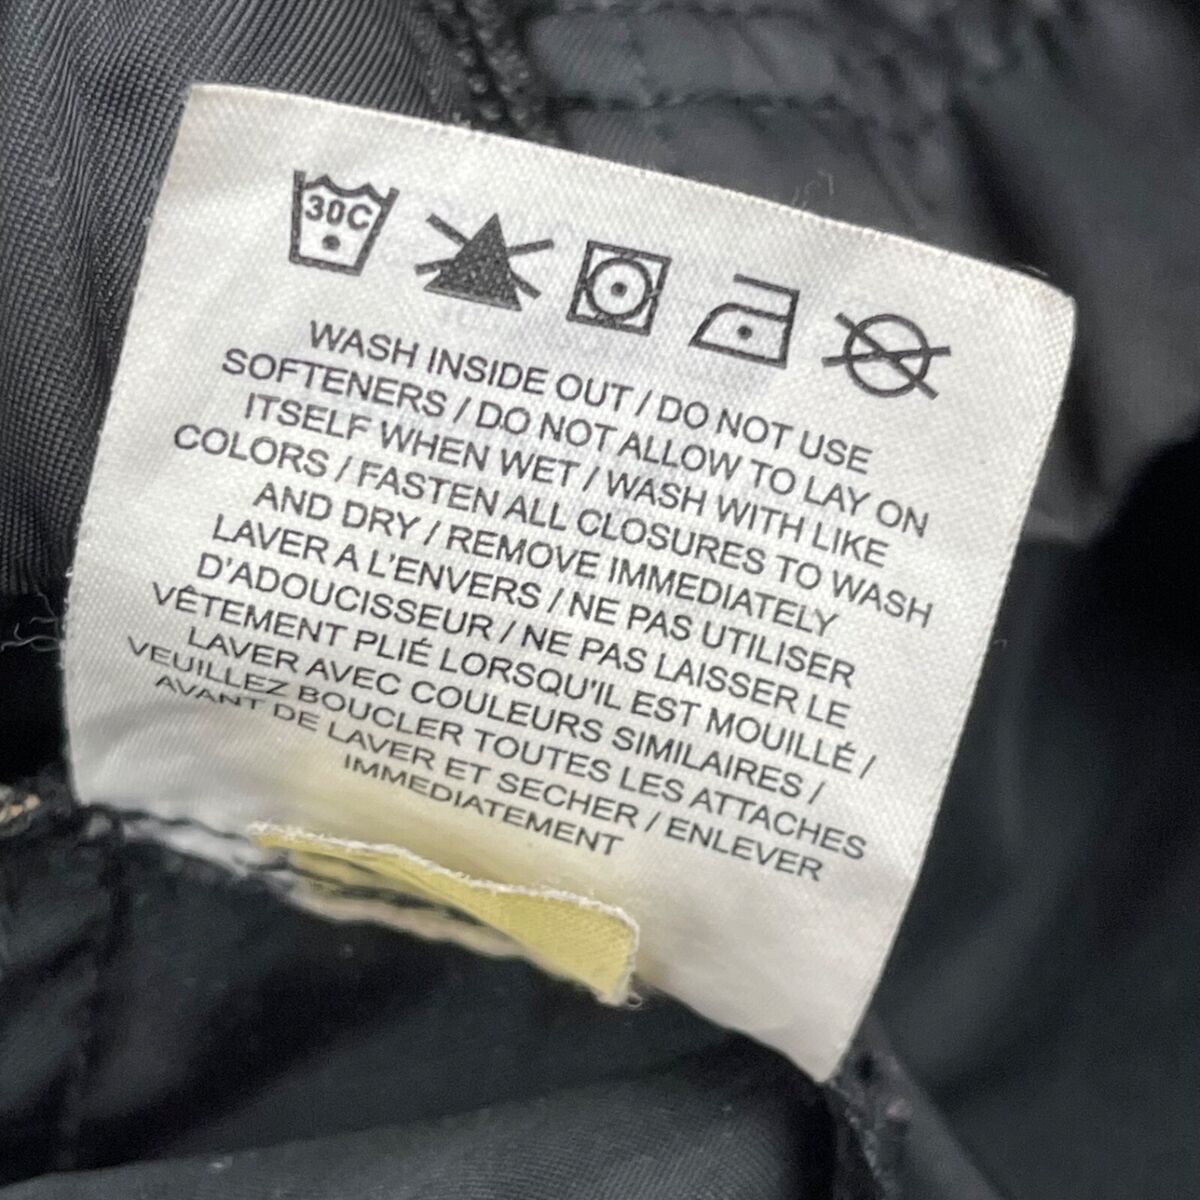 30C
WASH INSIDE OUT / DO NOT USE
SOFTENERS / DO NOT ALLOW TO LAY ON
ITSELF WHEN WET / WASH WITH LIKE
COLORS / FASTEN ALL CLOSURES TO WASH
AND DRY / REMOVE IMMEDIATELY
LAVER A L'ENVERS / NE PAS UTILISER
D'ADOUCISSEUR / NE PAS LAISSER LE
VÊTEMENT PLIÉ LORSQU'IL EST MOUILLÉ /
LAVER AVEC COULEURS SIMILAIRES /
VEUILLEZ BOUCLER TOUTES LES ATTACHES
AVANT DE LAVER ET SECHER / ENLEVER
IMMEDIATEMENT